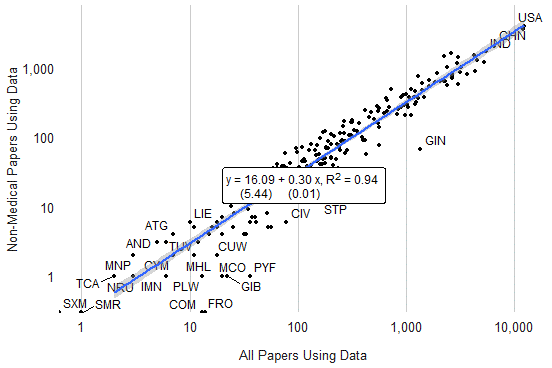 USA
CHN
IND
1,000
GIN
100
y = 16.09 + 0.30 x, R2 = 0.94
(5.44) (0.01)
STP
LIE
CIV
10
ATG
AND
TUV
CUW
MNP
CYM
MHL
MCO
PYF
1
TCA
NRU
IMN
PLW
GIB
SXM
SMR
COM
FRO
1
10
100
1,000
10,000
Non-Medical Papers Using Data
All Papers Using Data